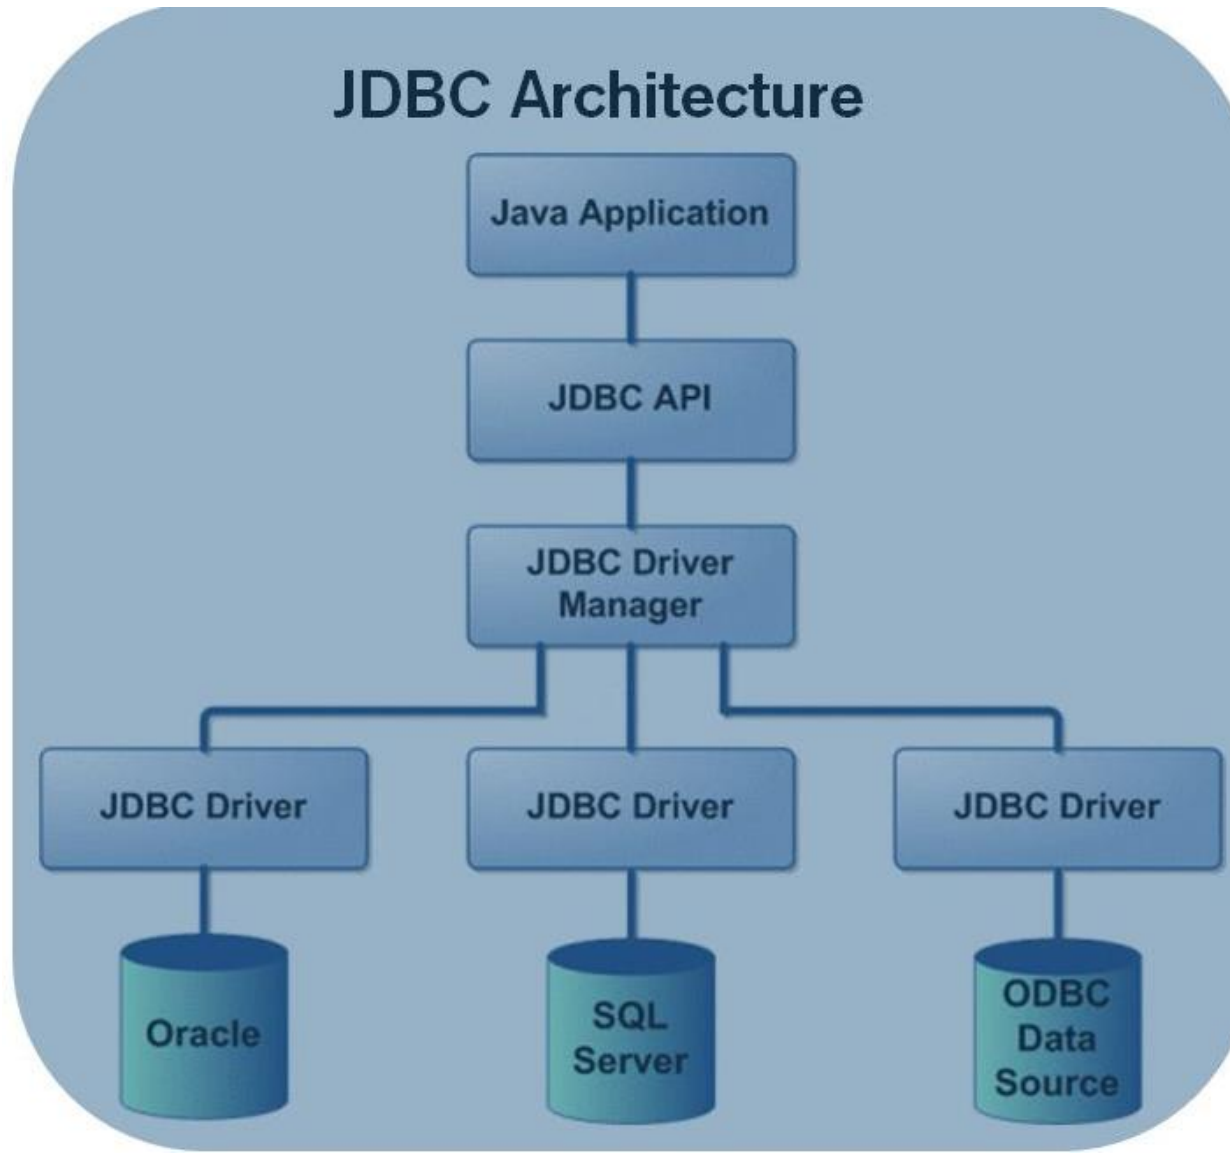 JDBC Architecture
Java Application
JDBC API
JDBC Driver
Manager
JDBC Driver
JDBC Driver
JDBC Driver
Oracle
SQL
Server
ODBC
Data
Source